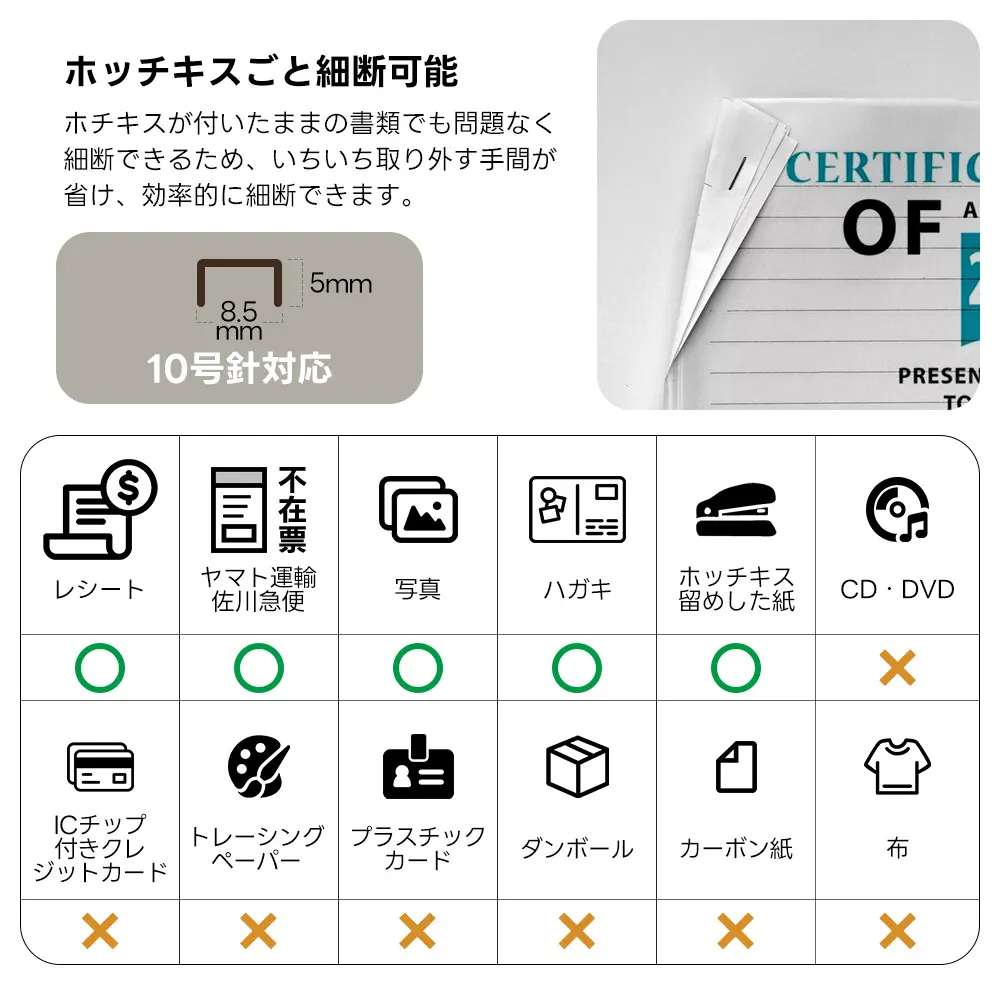 ホッチキスごと細断可能
ホチキスが付いたままの書類でも問題なく
細断できるため、いちいち取り外す手間が
省け、効率的に細断できます。
5mm
8.5
mm
10号針対応
CERTIFIC
OF
A
2
PRESEN
TO
$
不在票
レシート
ヤマト運輸
佐川急便
写真
ハガキ
ホッチキス
留めした紙
CD・DVD
ICチップ
付きクレ
ジットカード
トレーシング
ペーパー
プラスチック
カード
ダンボール
カーボン紙
布